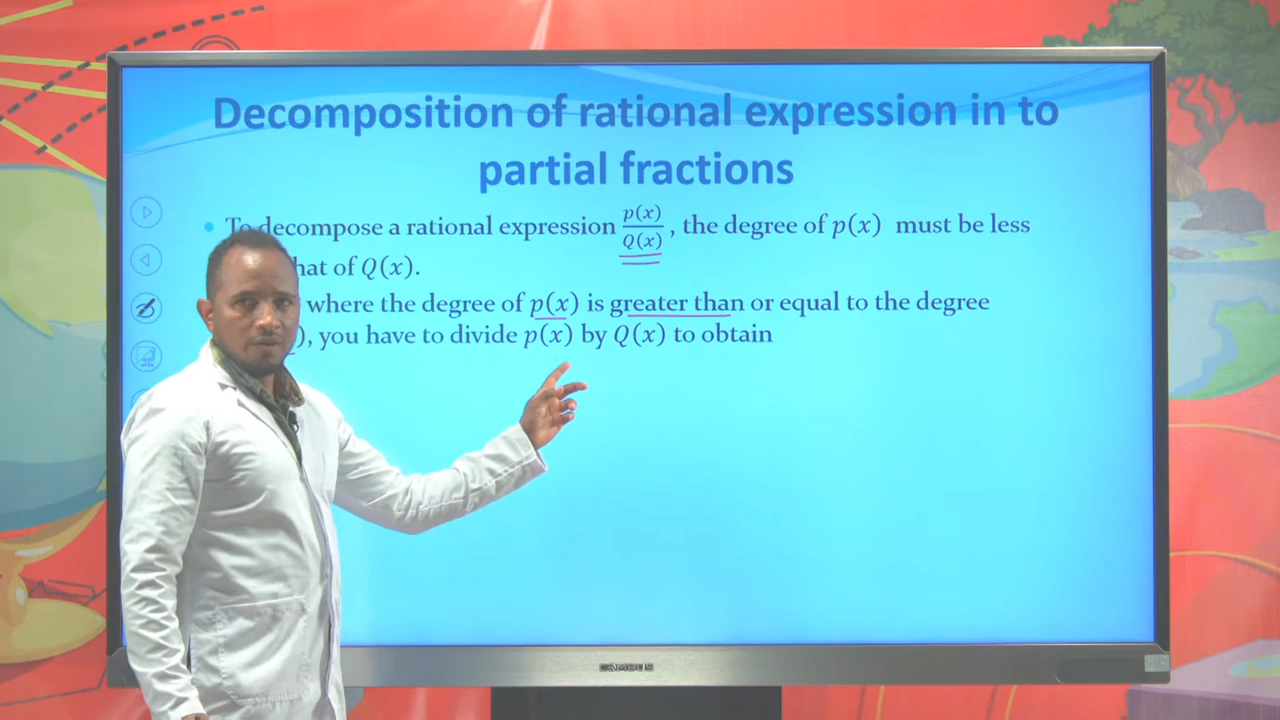 Decomposition of rational expression in to
partial fractions
• To decompose a rational expression p(x)/Q(x), the degree of p(x) must be less
hat of Q(x).
where the degree of p(x) is greater than or equal to the degree
), you have to divide p(x) by Q(x) to obtain